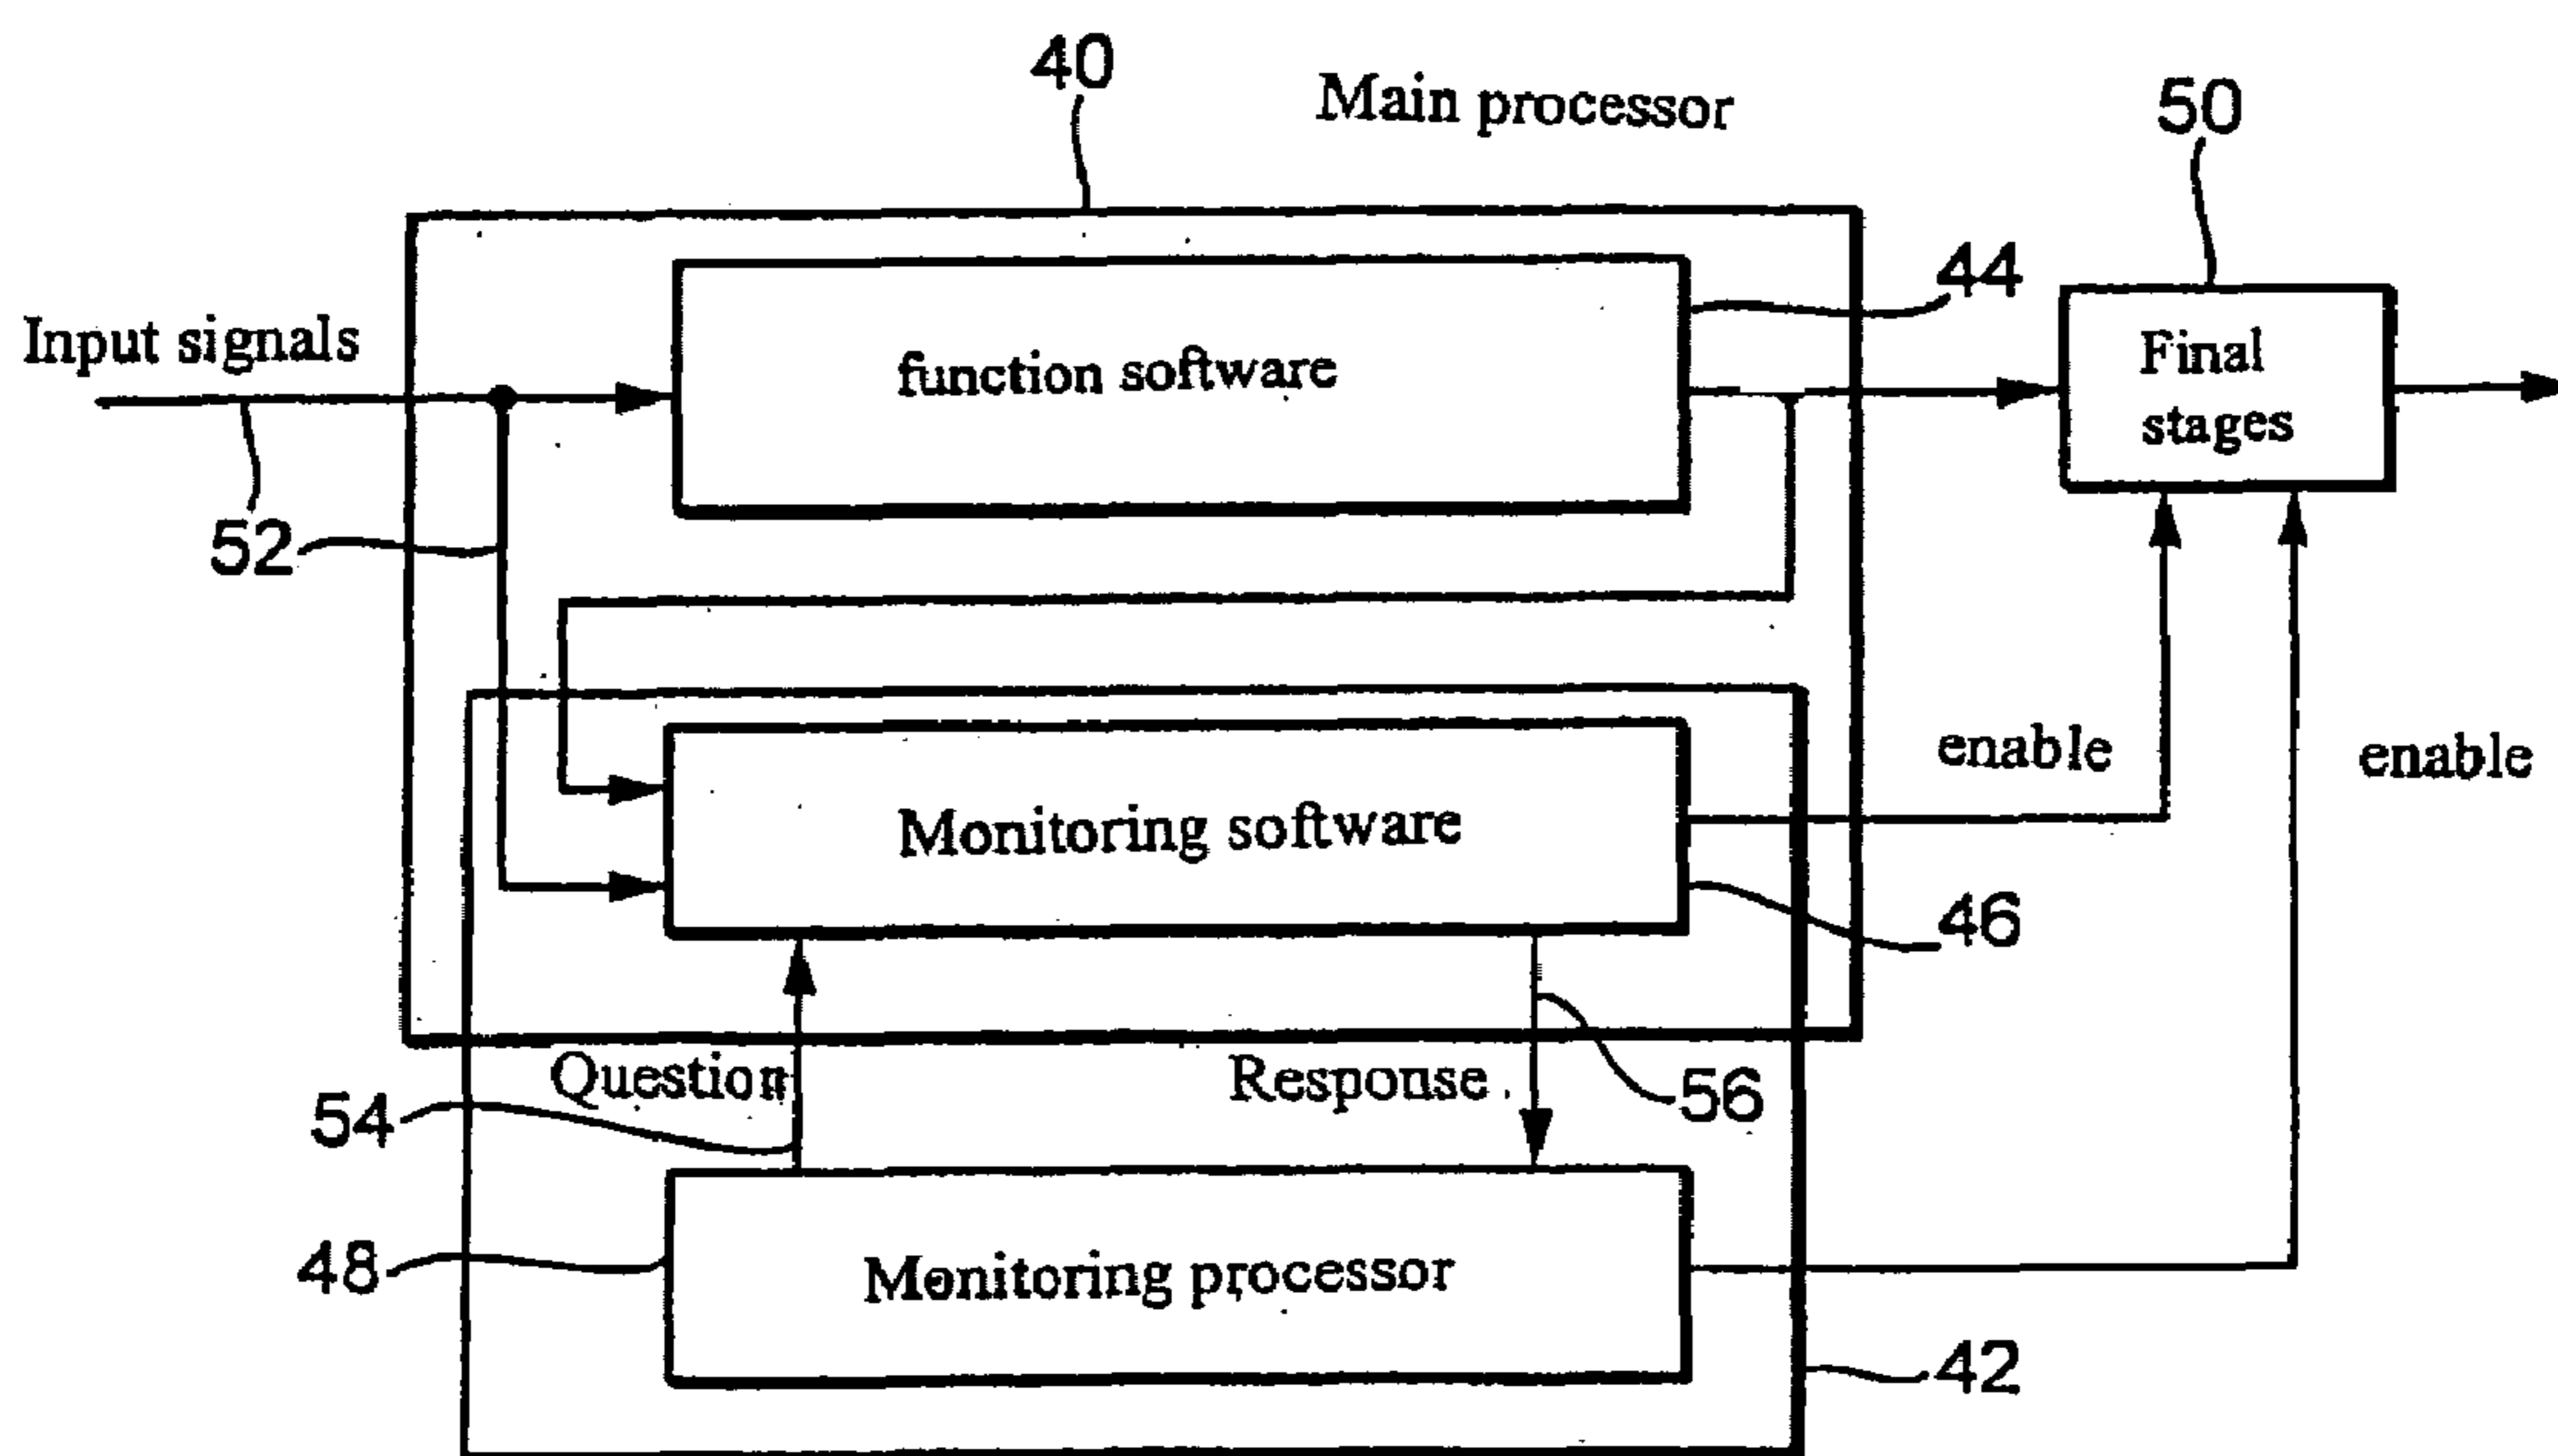 40
Main processor
50
44
Input signals
function software
Final
stages
52
enable
enable
Monitoring software
46
Question
Response
54
56
48
Monitoring processor
42